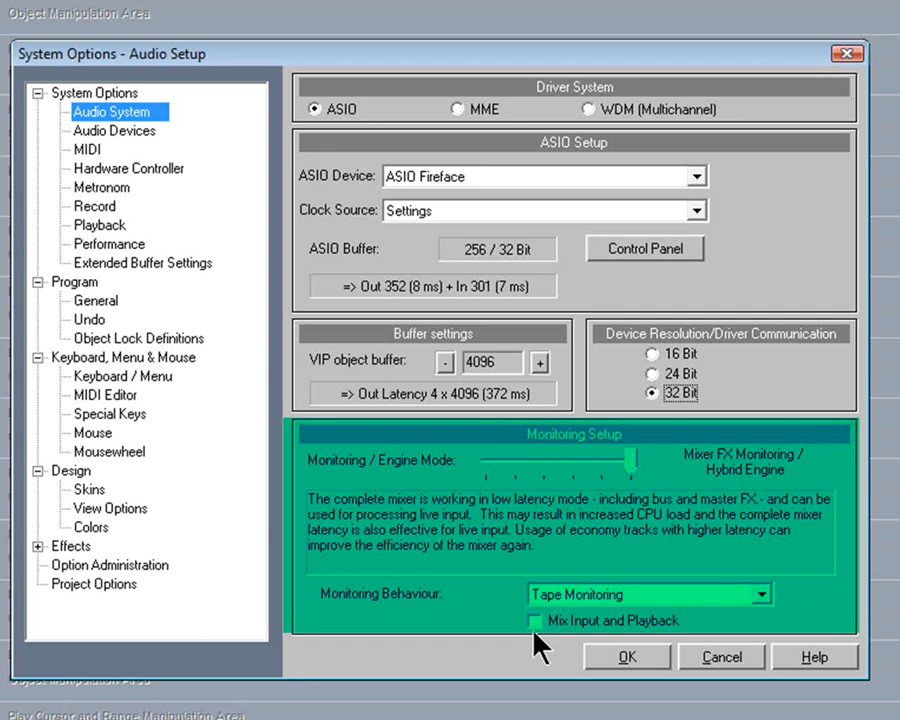 Object Manipulation Area
System Options - Audio Setup
System Options
Audio System
Audio Devices
MIDI
Hardware Controller
Metronom
Record
Playback
Performance
Extended Buffer Settings
Program
General
Undo
Object Lock Definitions
Keyboard, Menu & Mouse
Keyboard / Menu
MIDI Editor
Special Keys
Mouse
Mousewheel
Design
Skins
View Options
Colors
Effects
Option Administration
Project Options
Driver System
ASIO MME WDM (Multichannel)
ASIO Setup
ASIO Device: ASIO Fireface
Clock Source: Settings
ASIO Buffer: 256 / 32 Bit Control Panel
=> Out 352 (8 ms) + In 301 (7 ms)
Buffer settings
VIP object buffer: - 4096 +
=> Out Latency 4 x 4096 (372 ms)
Device Resolution/Driver Communication
16 Bit
24 Bit
32 Bit
Monitoring Setup
Monitoring / Engine Mode:
Mixer FX Monitoring /
Hybrid Engine
The complete mixer is working in low latency mode - including bus and master FX - and can be
used for processing live input. This may result in increased CPU load and the complete mixer
latency is also effective for live input. Usage of economy tracks with higher latency can
improve the efficiency of the mixer again.
Monitoring Behaviour: Tape Monitoring
Mix Input and Playback
OK Cancel Help
Object Manipulation Area
Play Cursor and Range Manipulation Area